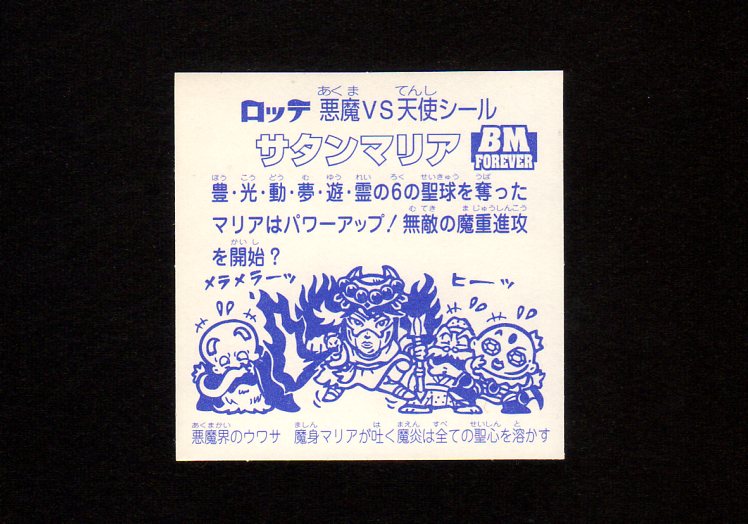 ロッテ 悪魔VS天使シール
サタンマリア
BM
FOREVER
豊・光・動・夢・遊・霊の6の聖球を奪った
マリアはパワーアップ!無敵の魔重進攻
を開始?
メラメラーッ
ヒーッ
悪魔界のウワサ 魔身マリアが吐く魔炎は全ての聖心を溶かす